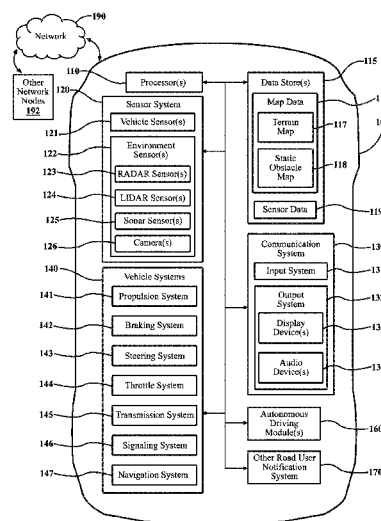 190
Network
Other
Network
Nodes
192
110
Processor(s)
120
Sensor System
121
Vehicle Sensor(s)
122
Environment
Sensor(s)
123
RADAR Sensor(s)
124
LIDAR Sensor(s)
125
Sonar Sensor(s)
126
Camera(s)
140
Vehicle Systems
141
Propulsion System
142
Braking System
143
Steering System
144
Throttle System
145
Transmission System
146
Signaling System
147
Navigation System
115
Data Store(s)
Map Data
Terrain
Map
117
Static
Obstacle
Map
118
Sensor Data
Communication
System
Input System
Output
System
Display
Device(s)
Audio
Device(s)
Autonomous
Driving
Module(s)
160
Other Road User
Notification
System
170